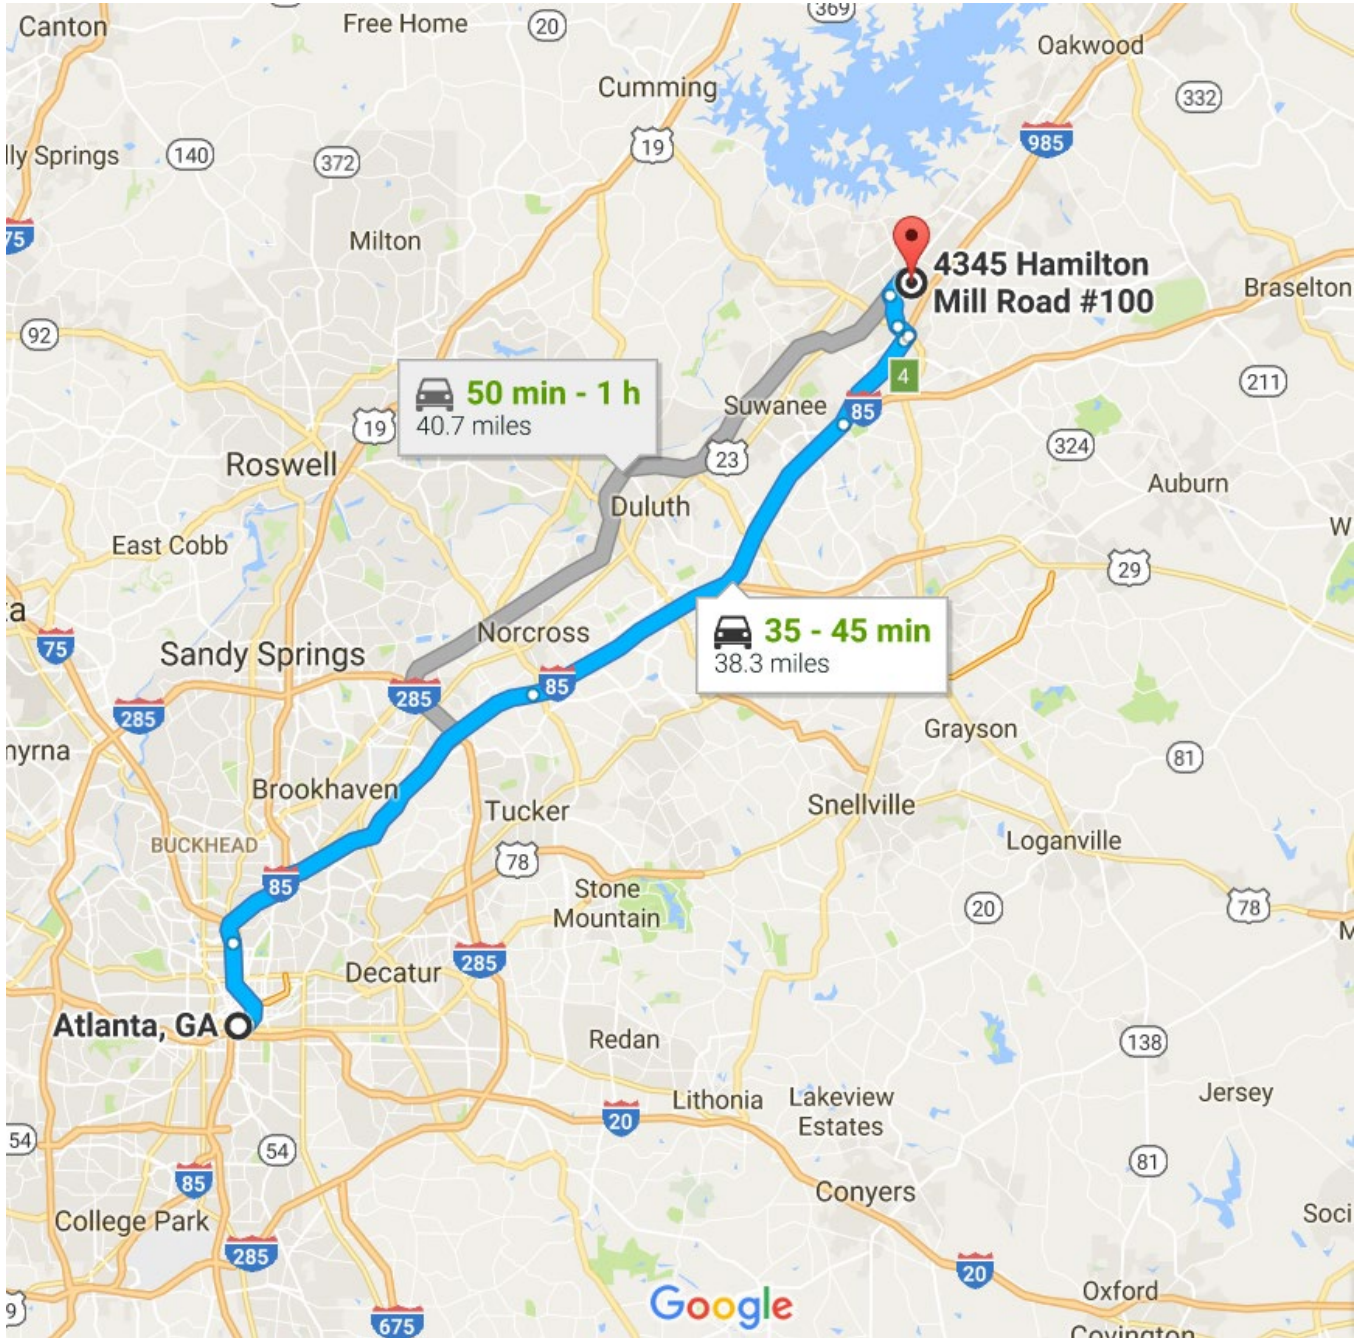 Canton
Free Home
20
369
Oakwood
Cumming
332
lly Springs
140
372
19
985
75
Milton
4345 Hamilton
Mill Road #100
Braselton
92
50 min - 1 h
40.7 miles
4
211
19
Suwanee
85
Roswell
23
324
Duluth
Auburn
W
East Cobb
29
ta
75
Norcross
35 - 45 min
38.3 miles
Sandy Springs
285
85
285
Grayson
myrna
81
Brookhaven
Tucker
Snellville
BUCKHEAD
78
Loganville
85
Stone
Mountain
20
78
M
Decatur
285
Atlanta, GA
Redan
138
Lithonia
Lakeview
Estates
Jersey
20
54
54
81
85
Conyers
College Park
Soci
285
20
Oxford
Google
9
675
Covington